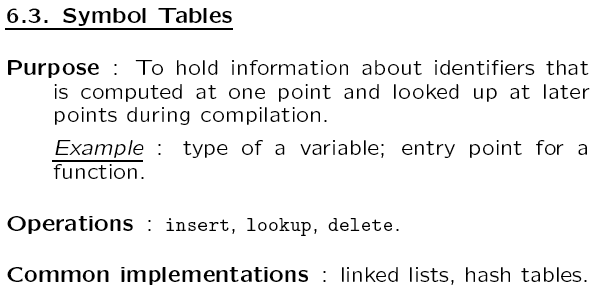 6.3. Symbol Tables
Purpose : To hold information about identifiers that
is computed at one point and looked up at later
points during compilation.
Example : type of a variable; entry point for a
function.
Operations : insert, lookup, delete.
Common implementations : linked lists, hash tables.